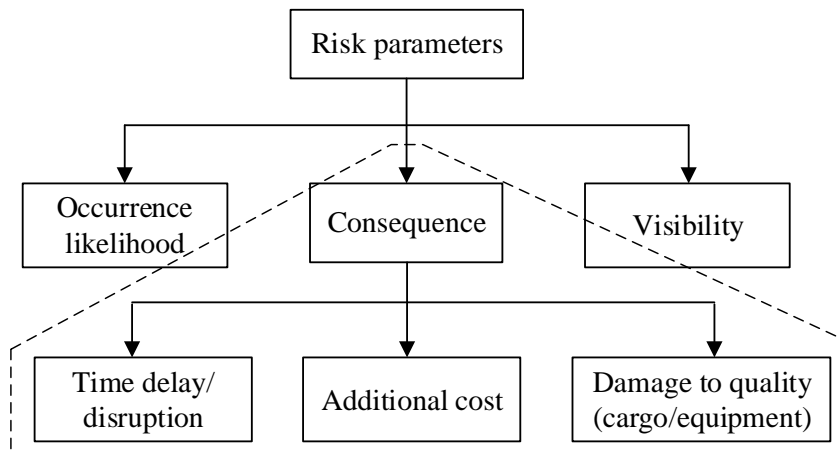 Risk parameters
Occurrence
likelihood
Consequence
Visibility
Time delay/
disruption
Additional cost
Damage to quality
(cargo/equipment)